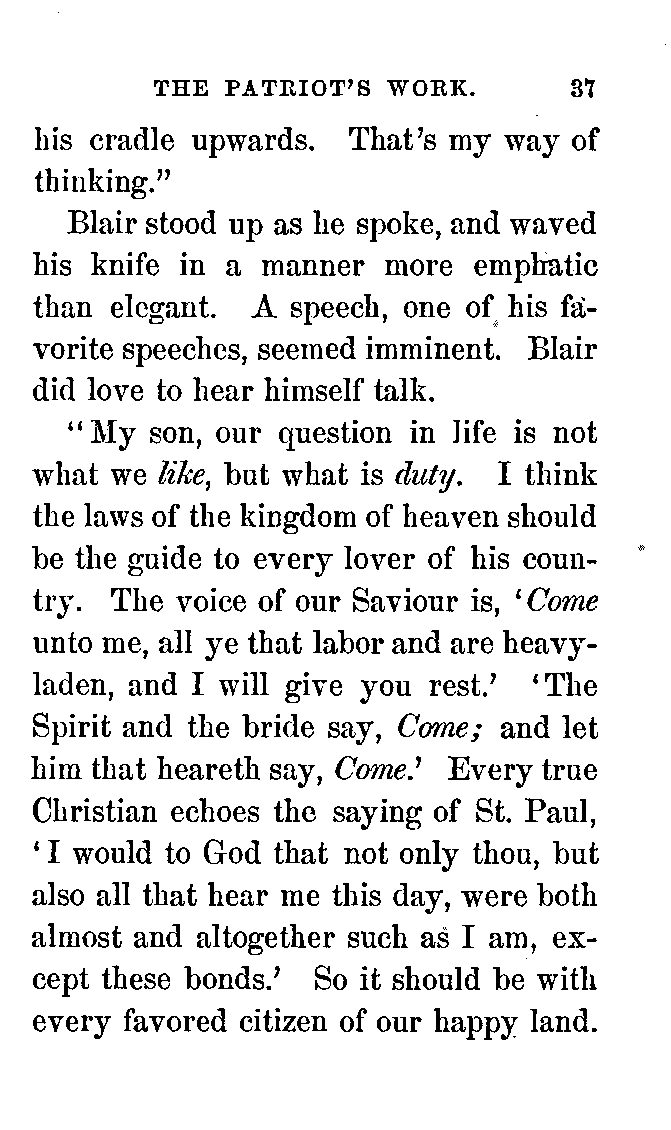 THE PATRIOT'S WORK. 37
his cradle upwards. That's my way of
thinking."
Blair stood up as he spoke, and waved
his knife in a manner more emphatic
than elegant. A speech, one of his fa-
vorite speeches, seemed imminent. Blair
did love to hear himself talk.
"My son, our question in life is not
what we like, but what is duty. I think
the laws of the kingdom of heaven should
be the guide to every lover of his coun-
try. The voice of our Saviour is, 'Come
unto me, all ye that labor and are heavy-
laden, and I will give you rest.' 'The
Spirit and the bride say, Come; and let
him that heareth say, Come.' Every true
Christian echoes the saying of St. Paul,
'I would to God that not only thou, but
also all that hear me this day, were both
almost and altogether such as I am, ex-
cept these bonds.' So it should be with
every favored citizen of our happy land.